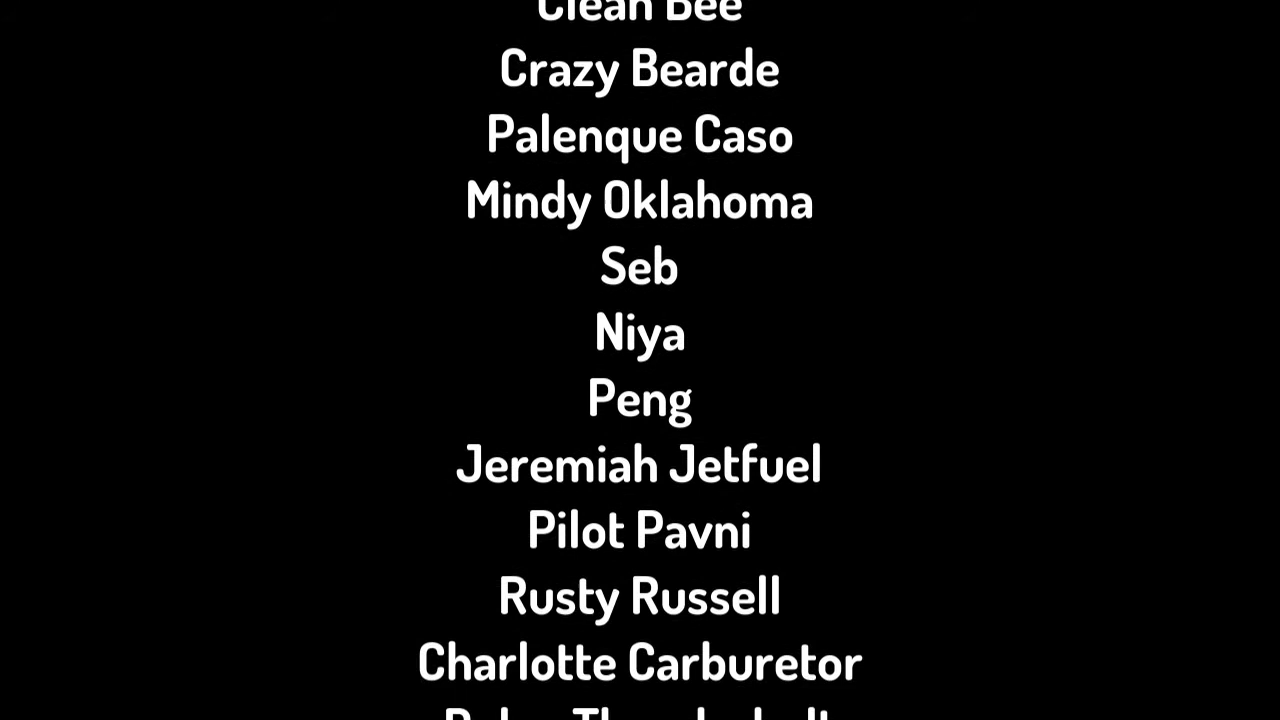 Clean Bee
Crazy Bearde
Palenque Caso
Mindy Oklahoma
Seb
Niya
Peng
Jeremiah Jetfuel
Pilot Pavni
Rusty Russell
Charlotte Carburetor